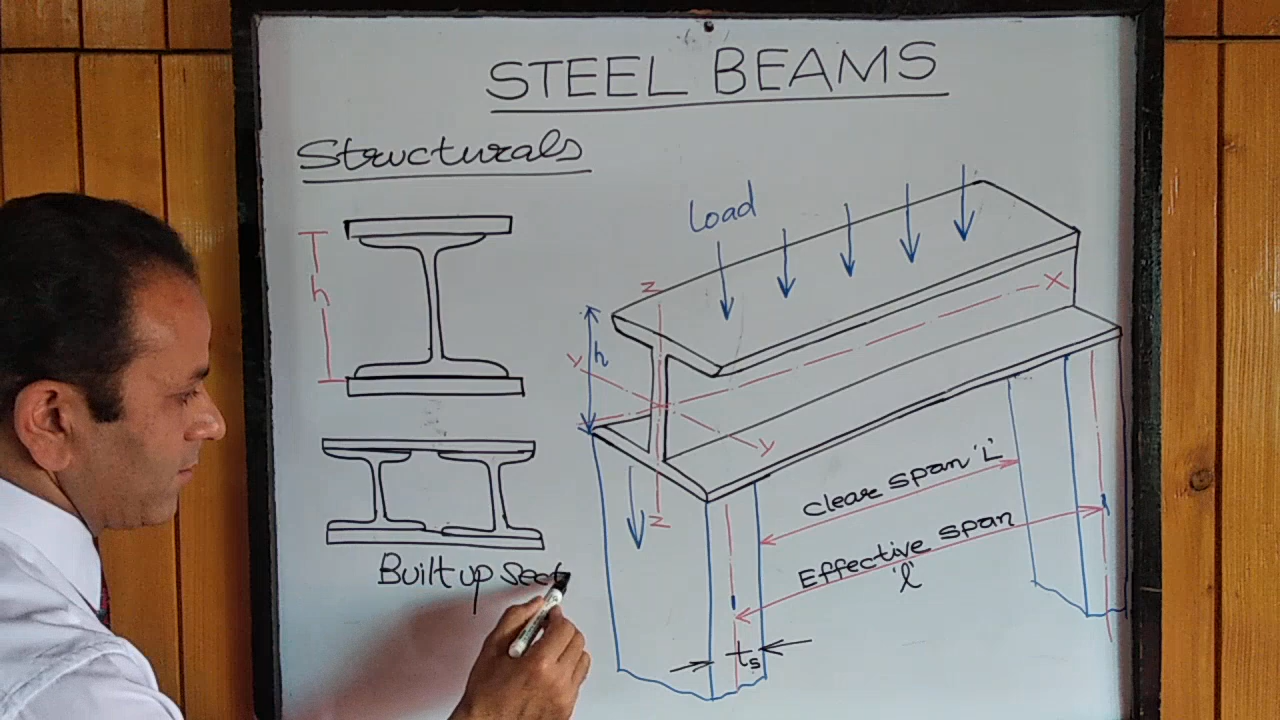 STEEL BEAMS
Structurals
h
Built up sect
Load
z
h
y
x
y
z
clear span 'L'
Effective span
'l'
ts